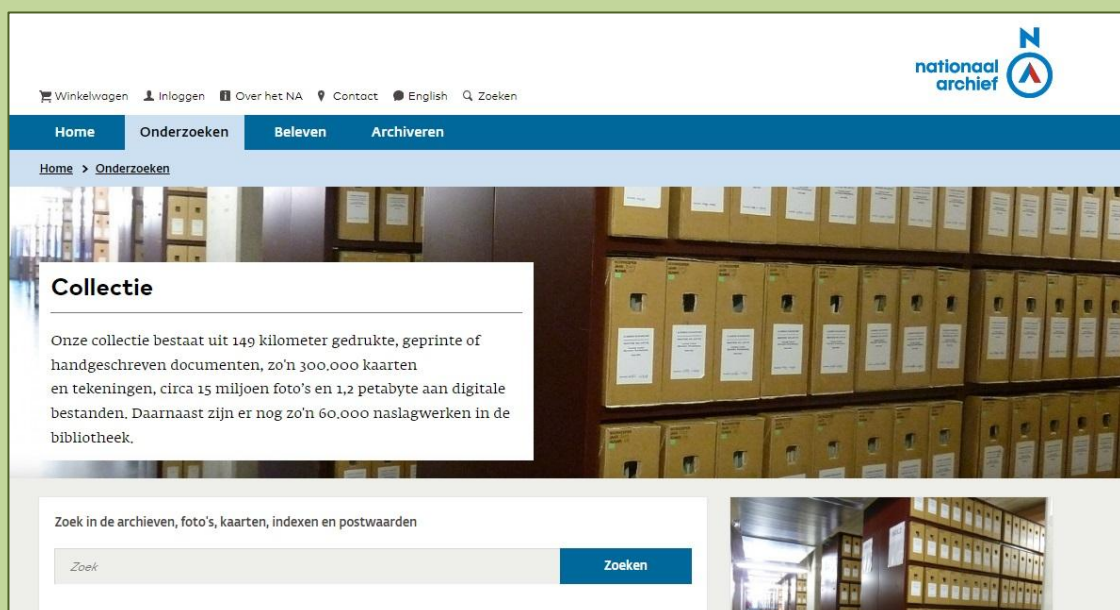 N
nationaal
archief
Winkelwagen Inloggen Over het NA Contact English Zoeken
Home Onderzoeken Beleven Archiveren
Home > Onderzoeken
Collectie
Onze collectie bestaat uit 149 kilometer gedrukte, geprinte of
handgeschreven documenten, zo'n 300.000 kaarten
en tekeningen, circa 15 miljoen foto's en 1,2 petabyte aan digitale
bestanden. Daarnaast zijn er nog zo'n 60.000 naslagwerken in de
bibliotheek.
Zoek in de archieven, foto's, kaarten, indexen en postwaarden
Zoek Zoeken